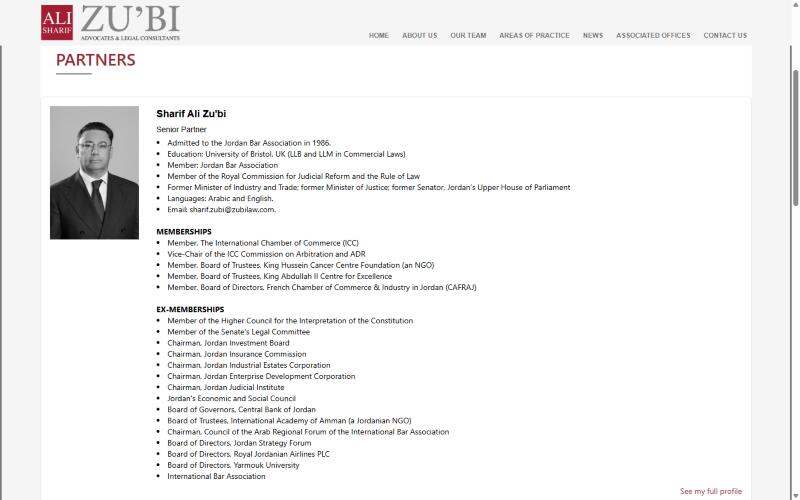 ALI
SHARIF
ZU'BI
ADVOCATES & LEGAL CONSULTANTS
HOME ABOUT US OUR TEAM AREAS OF PRACTICE NEWS ASSOCIATED OFFICES CONTACT US
PARTNERS
Sharif Ali Zu'bi
Senior Partner
• Admitted to the Jordan Bar Association in 1986.
• Education: University of Bristol, UK (LLB and LLM in Commercial Laws)
• Member: Jordan Bar Association
• Member of the Royal Commission for Judicial Reform and the Rule of Law
• Former Minister of Industry and Trade; former Minister of Justice; former Senator, Jordan's Upper House of Parliament
• Languages: Arabic and English.
• Email: sharif.zubi@zubilaw.com.
MEMBERSHIPS
• Member, The International Chamber of Commerce (ICC)
• Vice-Chair of the ICC Commission on Arbitration and ADR
• Member, Board of Trustees, King Hussein Cancer Centre Foundation (an NGO)
• Member, Board of Trustees, King Abdullah II Centre for Excellence
• Member, Board of Directors, French Chamber of Commerce & Industry in Jordan (CAFRAJ)
EX-MEMBERSHIPS
• Member of the Higher Council for the Interpretation of the Constitution
• Member of the Senate's Legal Committee
• Chairman, Jordan Investment Board
• Chairman, Jordan Insurance Commission
• Chairman, Jordan Industrial Estates Corporation
• Chairman, Jordan Enterprise Development Corporation
• Chairman, Jordan Judicial Institute
• Jordan's Economic and Social Council
• Board of Governors, Central Bank of Jordan
• Board of Trustees, International Academy of Amman (a Jordanian NGO)
• Chairman, Council of the Arab Regional Forum of the International Bar Association
• Board of Directors, Jordan Strategy Forum
• Board of Directors, Royal Jordanian Airlines PLC
• Board of Directors, Yarmouk University
• International Bar Association
See my full profile